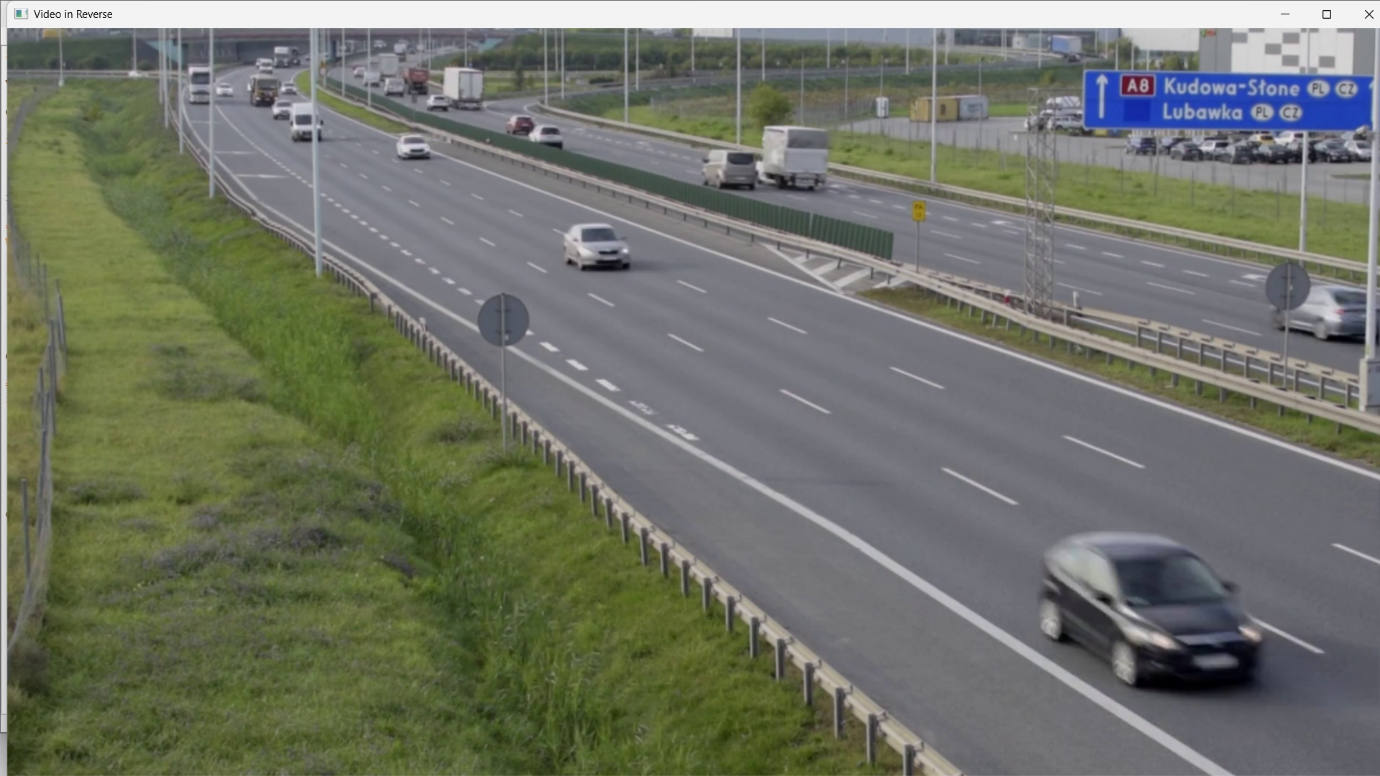 Video in Reverse
A8 Kudowa-Stone PL CZ
Lubawka PL CZ